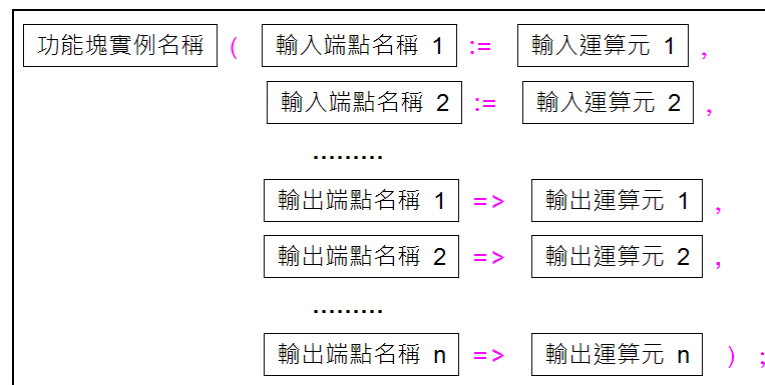 功能塊實例名稱 ( 輸入端點名稱 1 := 輸入運算元 1 ,
輸入端點名稱 2 := 輸入運算元 2 ,
.........
輸出端點名稱 1 => 輸出運算元 1 ,
輸出端點名稱 2 => 輸出運算元 2 ,
.........
輸出端點名稱 n => 輸出運算元 n ) ;